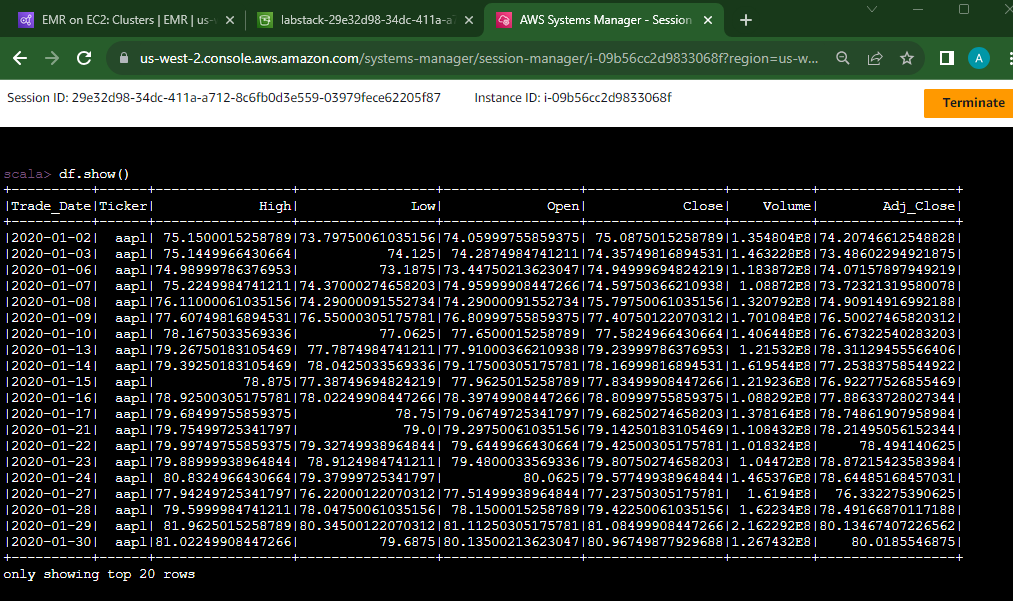 EMR on EC2: Clusters | EMR | us-
labstack-29e32d98-34dc-411a-a7
AWS Systems Manager - Session
us-west-2.console.aws.amazon.com/systems-manager/session-manager/i-09b56cc2d9833068f?region=us-w...
A
Session ID: 29e32d98-34dc-411a-a712-8c6fb0d3e559-03979fece62205f87 Instance ID: i-09b56cc2d9833068f
Terminate
scala> df.show()
+----------+------+-----------------+-----------------+-----------------+-----------------+----------+-----------------+
|Trade_Date|Ticker|             High|              Low|             Open|            Close|    Volume|        Adj_Close|
+----------+------+-----------------+-----------------+-----------------+-----------------+----------+-----------------+
|2020-01-02|  aapl| 75.1500015258789|73.79750061035156|74.05999755859375| 75.0875015258789|1.354804E8|74.20746612548828|
|2020-01-03|  aapl| 75.1449966430664|           74.125| 74.2874984741211|74.35749816894531|1.463228E8|73.48602294921875|
|2020-01-06|  aapl|74.98999786376953|          73.1875|73.44750213623047|74.94999694824219|1.183872E8|74.07157897949219|
|2020-01-07|  aapl| 75.2249984741211|74.37000274658203|74.95999908447266|74.59750366210938| 1.08872E8|73.72321319580078|
|2020-01-08|  aapl|76.11000061035156|74.29000091552734|74.29000091552734|75.79750061035156|1.320792E8|74.90914916992188|
|2020-01-09|  aapl|77.60749816894531|76.55000305175781|76.80999755859375|77.40750122070312|1.701084E8|76.50027465820312|
|2020-01-10|  aapl| 78.1675033569336|          77.0625| 77.6500015258789| 77.5824966430664|1.406448E8|76.67322540283203|
|2020-01-13|  aapl|79.26750183105469| 77.7874984741211|77.91000366210938|79.23999786376953| 1.21532E8|78.31129455566406|
|2020-01-14|  aapl|79.39250183105469| 78.0425033569336|79.17500305175781|78.16999816894531|1.619544E8|77.25383758544922|
|2020-01-15|  aapl|           78.875|77.38749694824219| 77.9625015258789|77.83499908447266|1.219236E8|76.92277526855469|
|2020-01-16|  aapl|78.92500305175781|78.02249908447266|78.39749908447266|78.80999755859375|1.088292E8|77.88633728027344|
|2020-01-17|  aapl|79.68499755859375|            78.75|79.06749725341797|79.68250274658203|1.378164E8|78.74861907958984|
|2020-01-21|  aapl|79.75499725341797|             79.0|79.29750061035156|79.14250183105469|1.108432E8|78.21495056152344|
|2020-01-22|  aapl|79.99749755859375|79.32749938964844| 79.6449966430664|79.42500305175781|1.018324E8|     78.494140625|
|2020-01-23|  aapl|79.88999938964844| 78.9124984741211| 79.4800033569336|79.80750274658203| 1.04472E8|78.87215423583984|
|2020-01-24|  aapl| 80.8324966430664|79.37999725341797|          80.0625|79.57749938964844|1.465376E8|78.64485168457031|
|2020-01-27|  aapl|77.94249725341797|76.22000122070312|77.51499938964844|77.23750305175781|  1.6194E8|  76.332275390625|
|2020-01-28|  aapl| 79.5999984741211|78.04750061035156| 78.1500015258789|79.42250061035156| 1.62234E8|78.49166870117188|
|2020-01-29|  aapl| 81.9625015258789|80.34500122070312|81.11250305175781|81.08499908447266|2.162292E8|80.13467407226562|
|2020-01-30|  aapl|81.02249908447266|          79.6875|80.13500213623047|80.96749877929688|1.267432E8|    80.0185546875|
+----------+------+-----------------+-----------------+-----------------+-----------------+----------+-----------------+
only showing top 20 rows